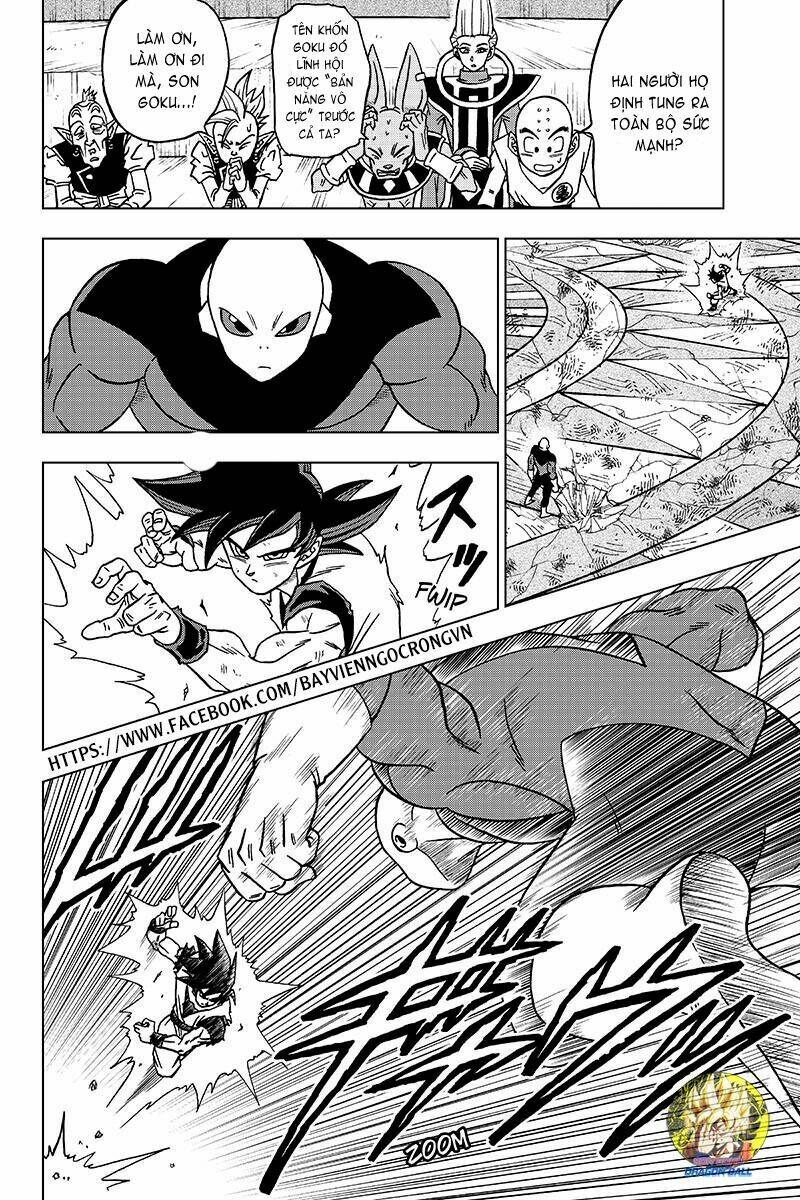 HAI NGƯỜI HỌ
ĐỊNH TUNG RA
TOÀN BỘ SỨC
MẠNH?
TÊN KHỐN
GOKU ĐÓ
LĨNH HỘI
ĐƯỢC "BẢN
NĂNG VÔ
CỰC" TRƯỚC
CẢ TA?
LÀM ƠN,
LÀM ƠN ĐI
MÀ, SON
GOKU...!
スッ
FWIP
HTTPS://WWW.FACEBOOK.COM/BAYVIENNGOCRONGVN
ZOOM
DRAGON BALL